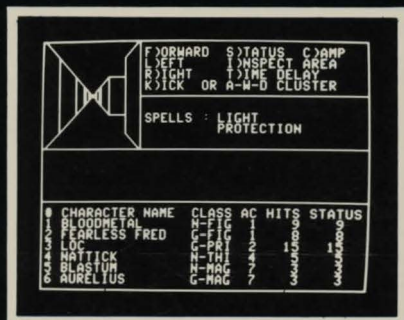 F)ORWARD S)TATUS C)AMP
L)EFT I)NSPECT AREA
R)IGHT T)IME DELAY
K)ICK OR A-W-D CLUSTER
SPELLS : LIGHT
PROTECTION
# CHARACTER NAME CLASS AC HITS STATUS
1 BLOODMETAL N-FIG 1 9 9
2 FEARLESS FRED G-FIG 1 8 8
3 LOC G-PRI 2 15 15
4 NATTICK N-THI 4 5 5
5 BLASTUM N-MAG 7 3 3
6 AURELIUS G-MAG 7 3 3